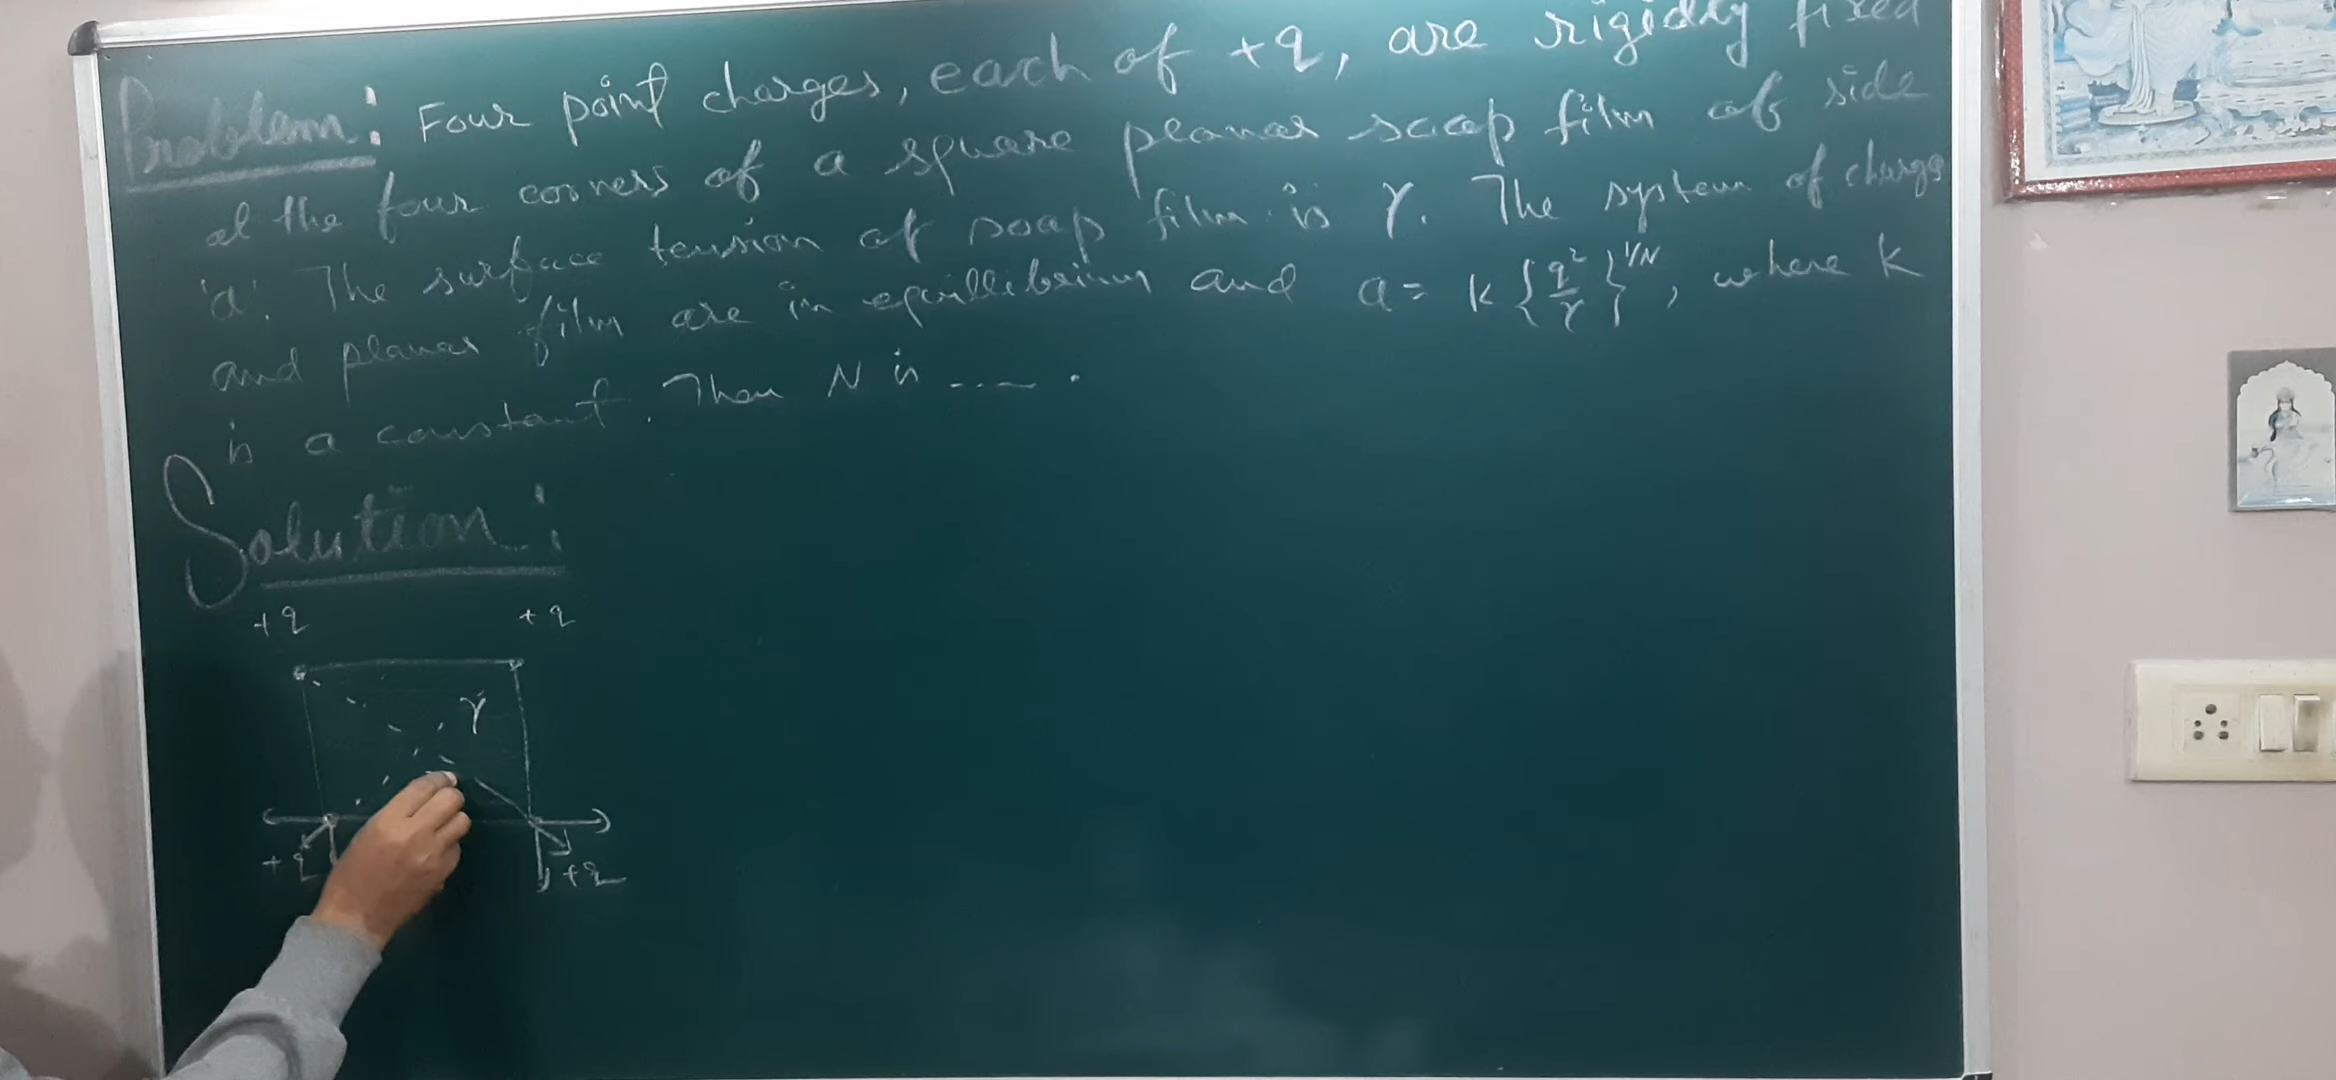 Problem: Four point charges, each of +q, are rigidly fixed
at the four corners of a square planar soap film of side
'a'. The surface tension of soap film is γ. The system of charges
and planar film are in equillibrium and a = k {q²/γ}^1/N, where k
is a constant. Then N is ---- .
Solution :
+q +q
γ
+q +q